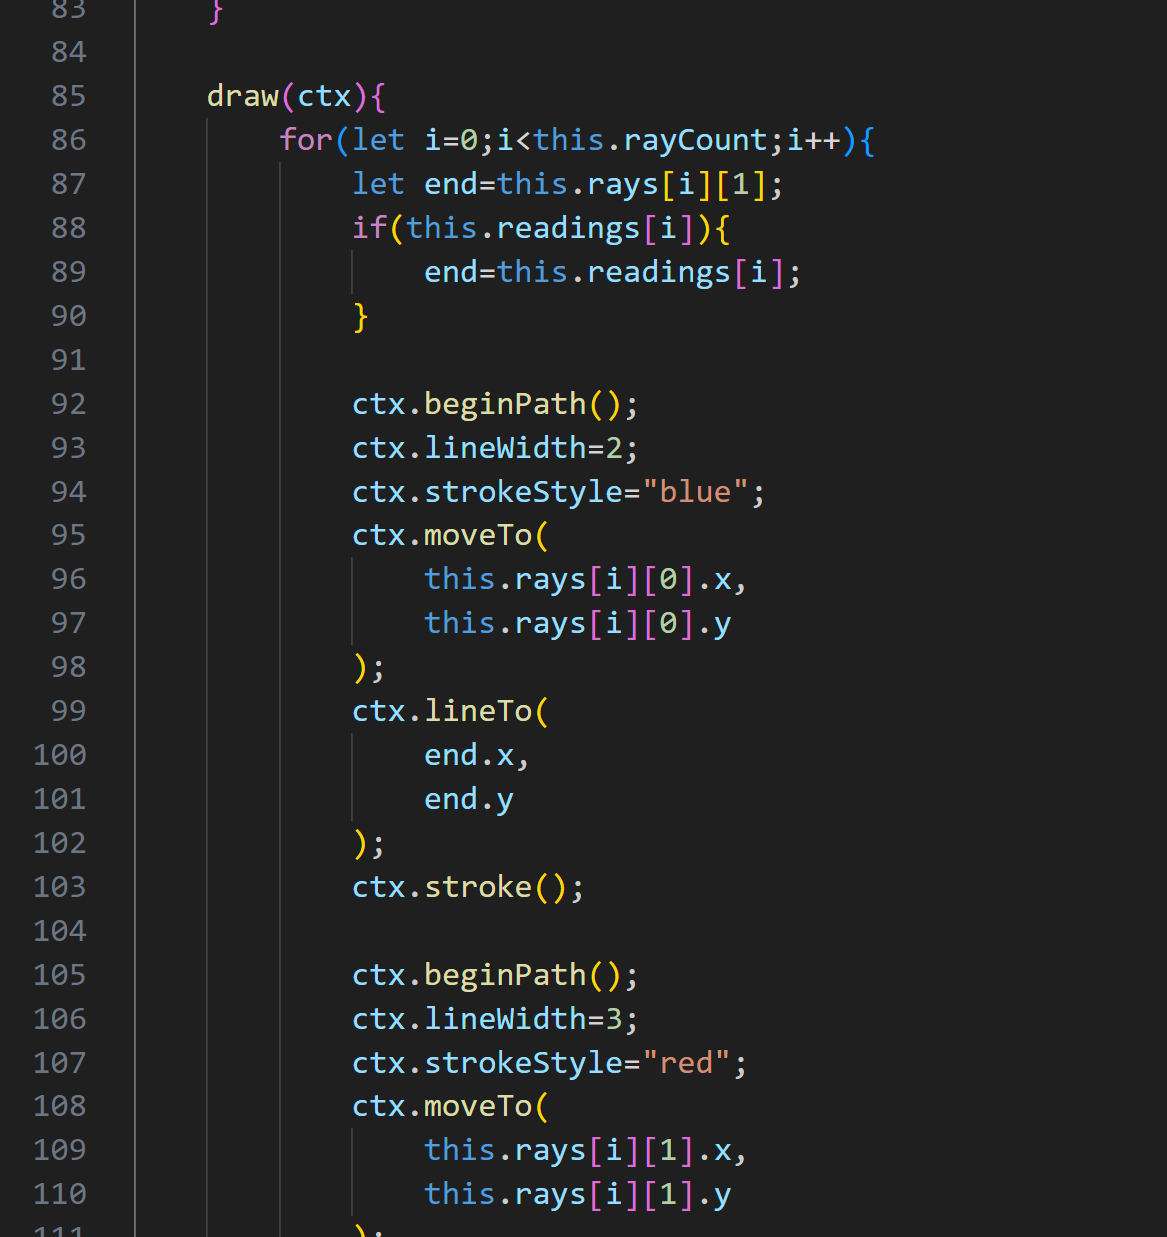 83 }
84
85 draw(ctx){
86 for(let i=0;i<this.rayCount;i++){
87 let end=this.rays[i][1];
88 if(this.readings[i]){
89 end=this.readings[i];
90 }
91
92 ctx.beginPath();
93 ctx.lineWidth=2;
94 ctx.strokeStyle="blue";
95 ctx.moveTo(
96 this.rays[i][0].x,
97 this.rays[i][0].y
98 );
99 ctx.lineTo(
100 end.x,
101 end.y
102 );
103 ctx.stroke();
104
105 ctx.beginPath();
106 ctx.lineWidth=3;
107 ctx.strokeStyle="red";
108 ctx.moveTo(
109 this.rays[i][1].x,
110 this.rays[i][1].y
111 );